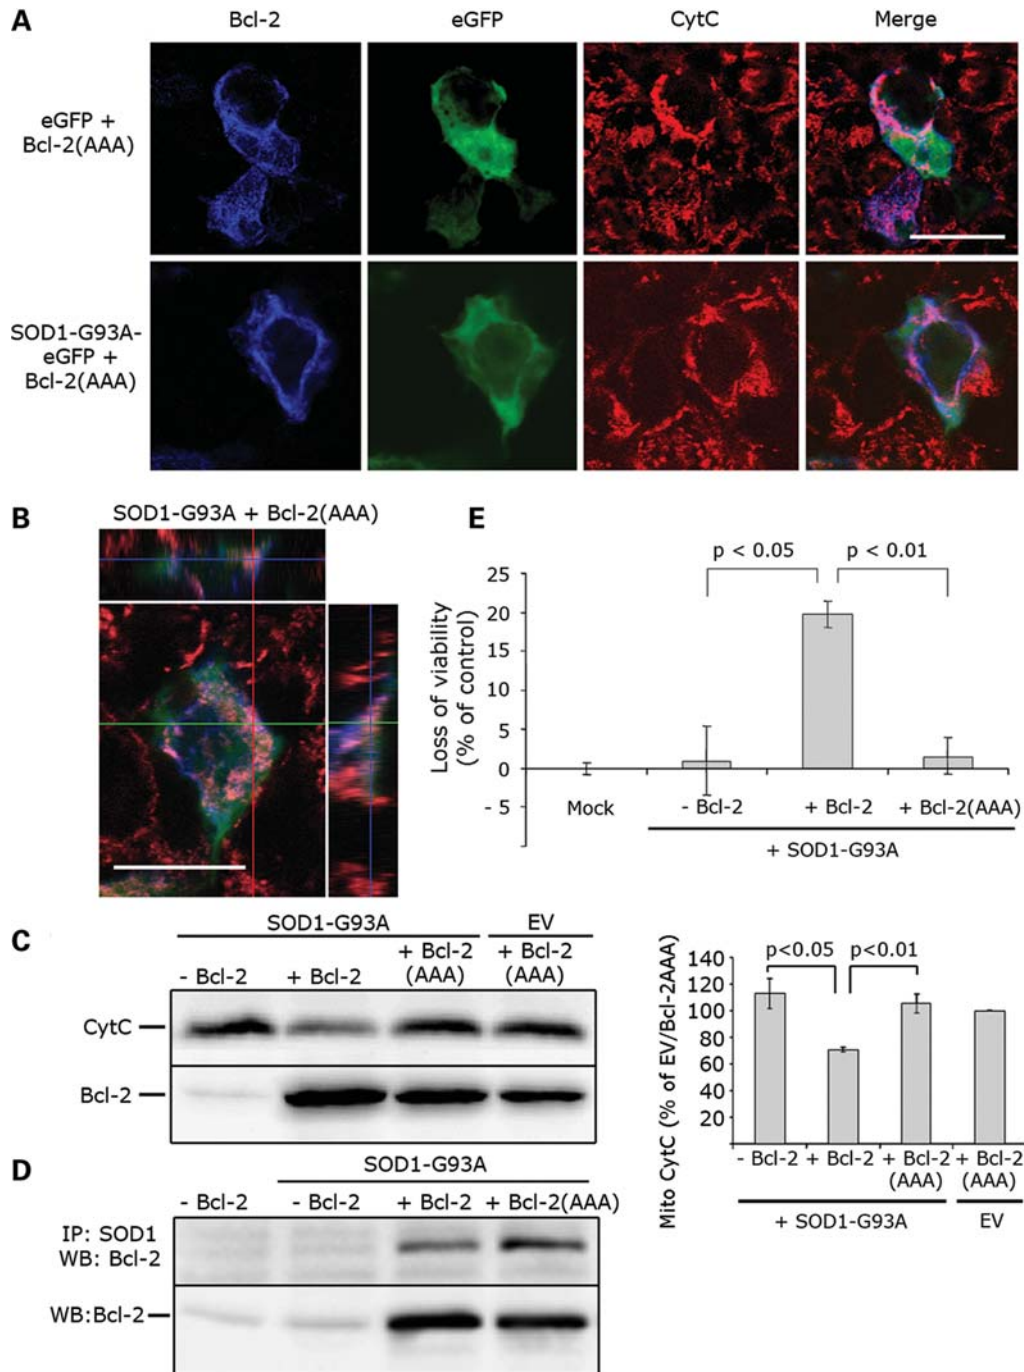 A
Bcl-2
eGFP
CytC
Merge
eGFP +
Bcl-2(AAA)
SOD1-G93A-
eGFP +
Bcl-2(AAA)
B
SOD1-G93A + Bcl-2(AAA)
E
p < 0.05
p < 0.01
Loss of viability
(% of control)
25
20
15
10
5
0
- 5
Mock
- Bcl-2
+ Bcl-2
+ Bcl-2(AAA)
+ SOD1-G93A
C
SOD1-G93A
EV
- Bcl-2
+ Bcl-2
+ Bcl-2
(AAA)
+ Bcl-2
(AAA)
CytC
Bcl-2
Mito CytC (% of EV/Bcl-2AAA)
p<0.05
p<0.01
140
120
100
80
60
40
20
- Bcl-2
+ Bcl-2
+ Bcl-2
(AAA)
+ Bcl-2
(AAA)
+ SOD1-G93A
EV
D
SOD1-G93A
- Bcl-2
- Bcl-2
+ Bcl-2
+ Bcl-2(AAA)
IP: SOD1
WB: Bcl-2
WB:Bcl-2